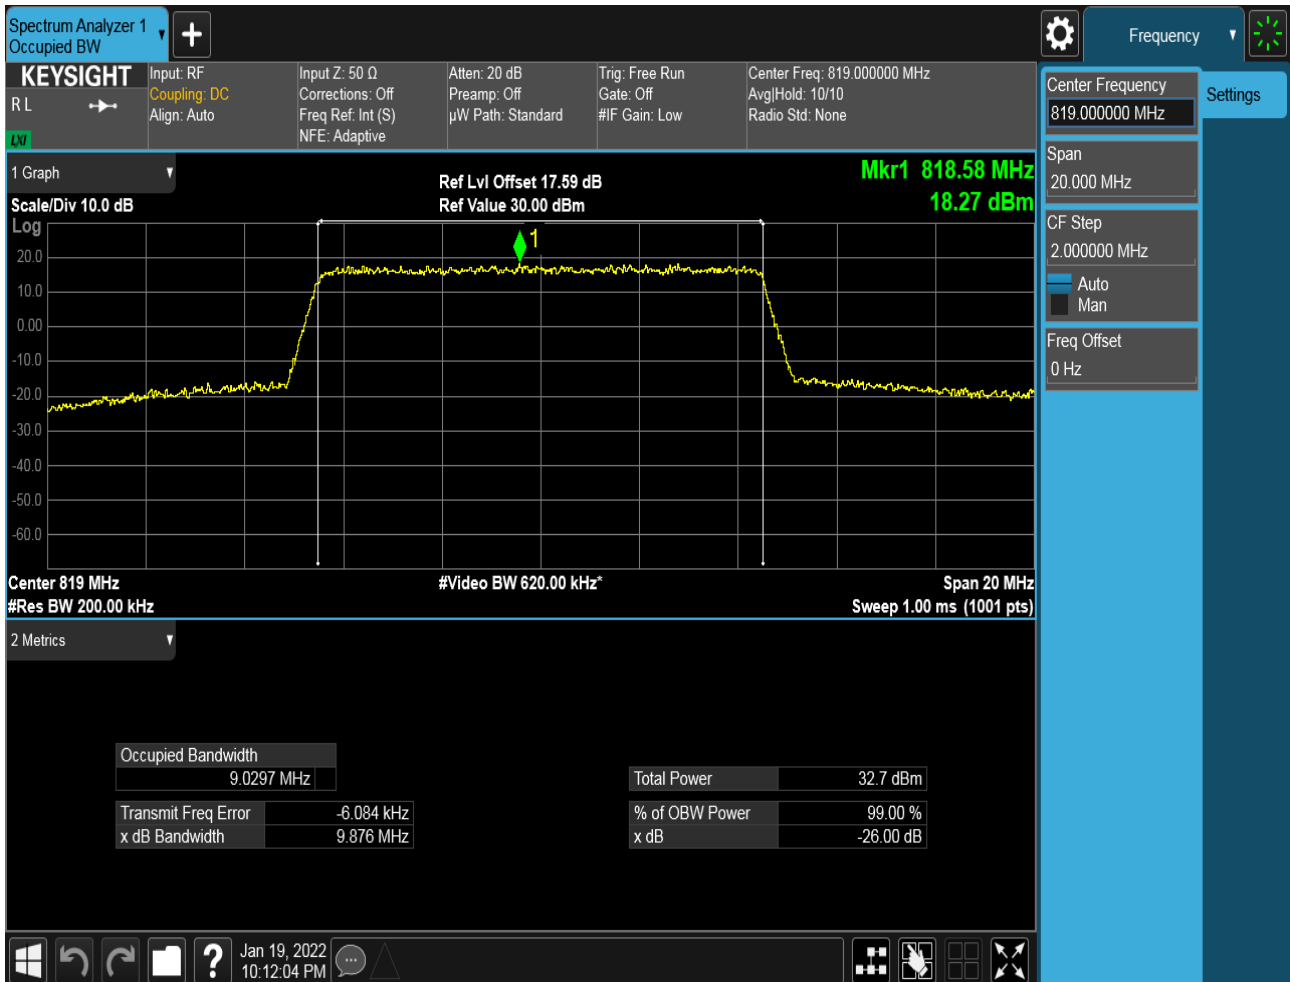 Spectrum Analyzer 1
Occupied BW
Frequency
KEYSIGHT
R L
LXI
Input: RF
Coupling: DC
Align: Auto
Input Z: 50 Ω
Corrections: Off
Freq Ref: Int (S)
NFE: Adaptive
Atten: 20 dB
Preamp: Off
µW Path: Standard
Trig: Free Run
Gate: Off
#IF Gain: Low
Center Freq: 819.000000 MHz
Avg|Hold: 10/10
Radio Std: None
Center Frequency
819.000000 MHz
Settings
Span
20.000 MHz
CF Step
2.000000 MHz
Auto
Man
Freq Offset
0 Hz
1 Graph
Scale/Div 10.0 dB
Ref Lvl Offset 17.59 dB
Ref Value 30.00 dBm
Mkr1 818.58 MHz
18.27 dBm
Log
1
20.0
10.0
0.00
-10.0
-20.0
-30.0
-40.0
-50.0
-60.0
Center 819 MHz
#Video BW 620.00 kHz*
Span 20 MHz
#Res BW 200.00 kHz
Sweep 1.00 ms (1001 pts)
2 Metrics
Occupied Bandwidth
9.0297 MHz
Total Power 32.7 dBm
Transmit Freq Error -6.084 kHz
% of OBW Power 99.00 %
x dB Bandwidth 9.876 MHz
x dB -26.00 dB
?
Jan 19, 2022
10:12:04 PM